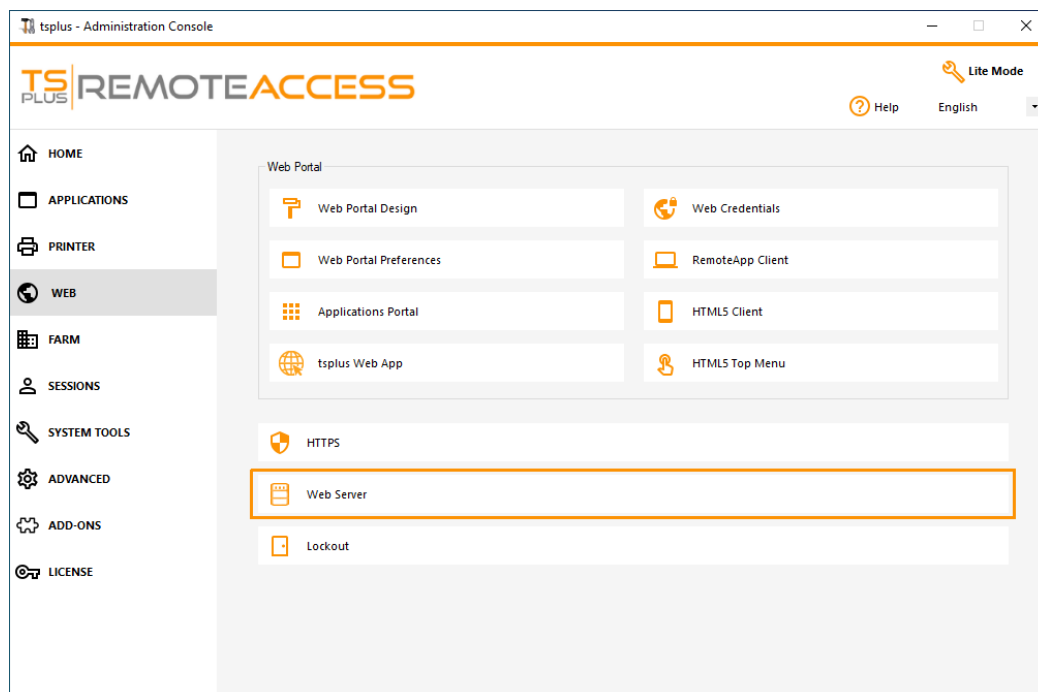 tsplus - Administration Console
TS PLUS REMOTEACCESS
Lite Mode
? Help English
HOME
APPLICATIONS
PRINTER
WEB
FARM
SESSIONS
SYSTEM TOOLS
ADVANCED
ADD-ONS
LICENSE
Web Portal
Web Portal Design
Web Credentials
Web Portal Preferences
RemoteApp Client
Applications Portal
HTML5 Client
tsplus Web App
HTML5 Top Menu
HTTPS
Web Server
Lockout